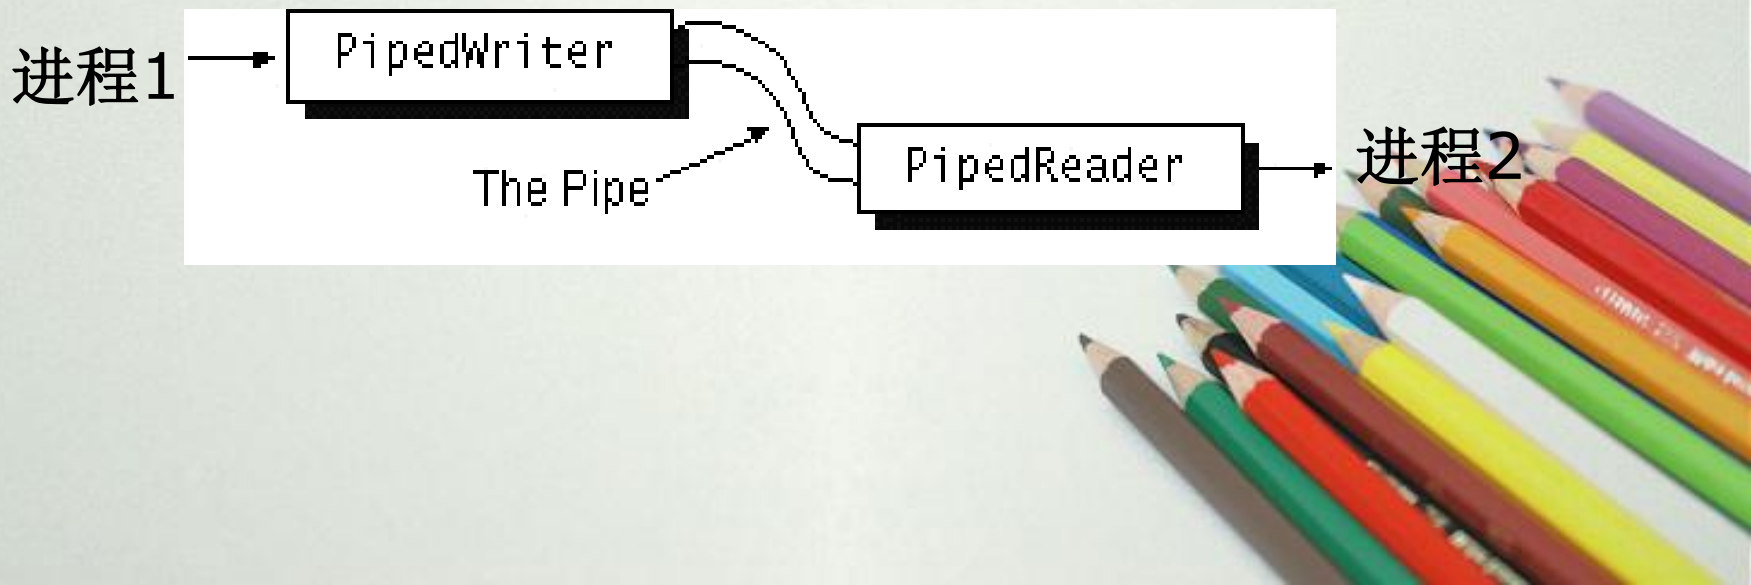 进程1
PipedWriter
The Pipe
PipedReader
进程2